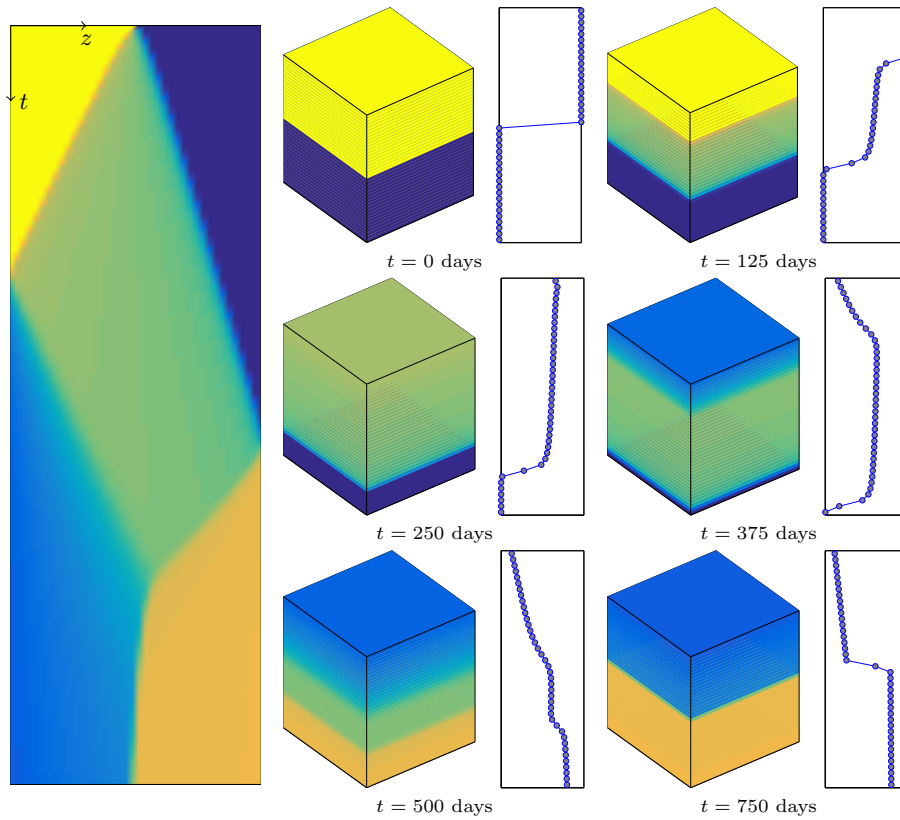 z
t
t = 0 days
t = 125 days
t = 250 days
t = 375 days
t = 500 days
t = 750 days